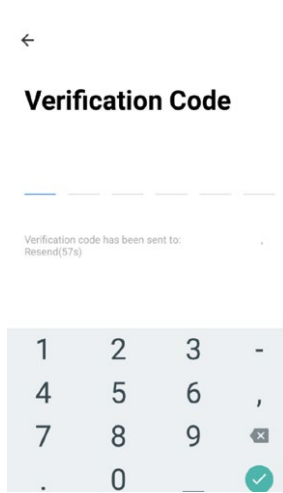 Verification Code
Verification code has been sent to:
Resend(57s)
1 2 3 -
4 5 6 ,
7 8 9
. 0 _